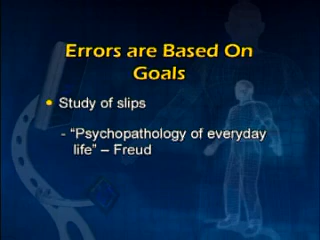 Errors are Based On
Goals
• Study of slips
- “Psychopathology of everyday
life” – Freud